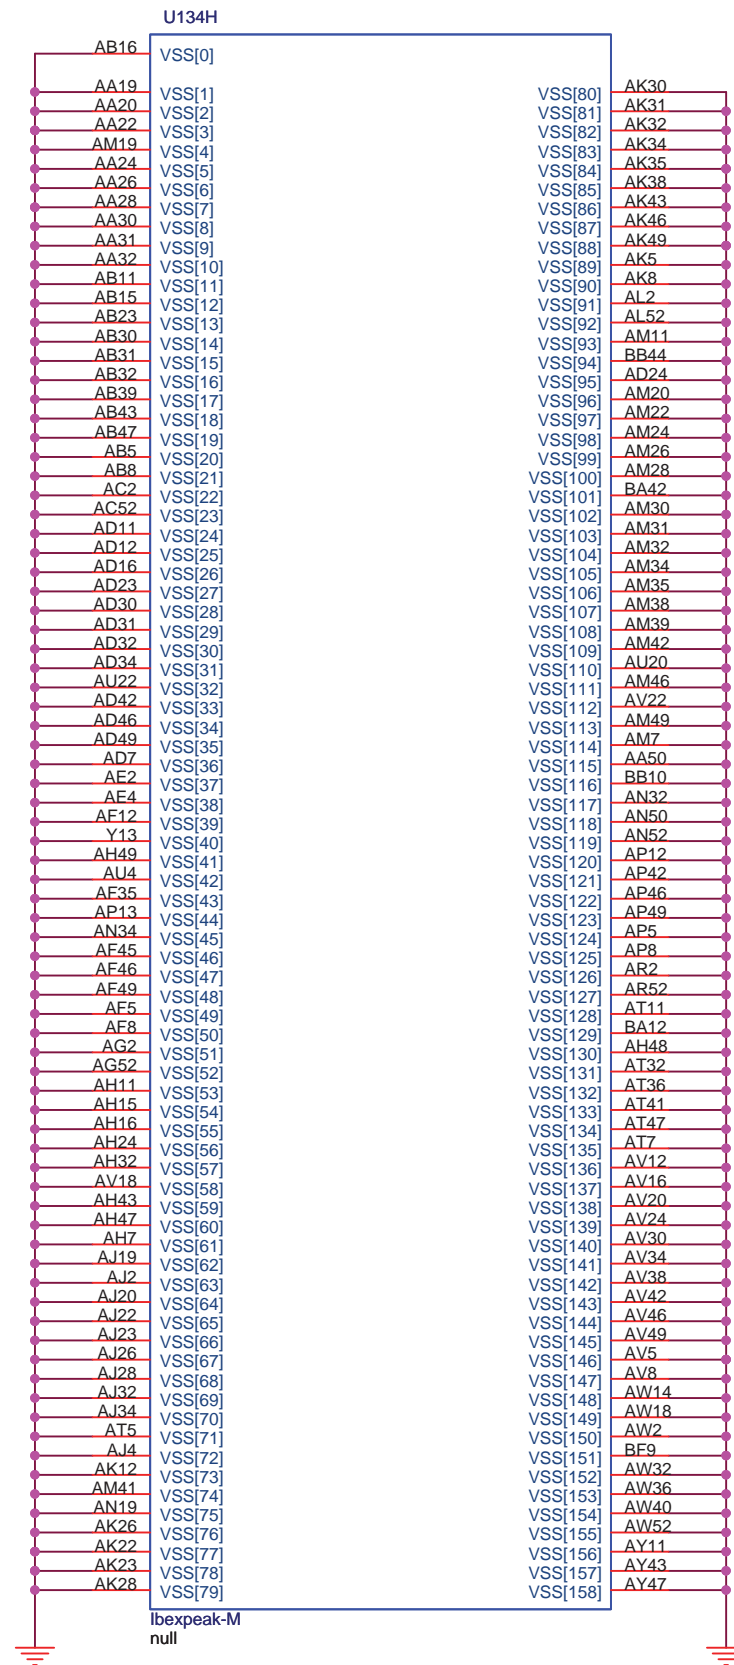 U134H
AB16 VSS[0]
AA19 VSS[1] VSS[80] AK30
AA20 VSS[2] VSS[81] AK31
AA22 VSS[3] VSS[82] AK32
AM19 VSS[4] VSS[83] AK34
AA24 VSS[5] VSS[84] AK35
AA26 VSS[6] VSS[85] AK38
AA28 VSS[7] VSS[86] AK43
AA30 VSS[8] VSS[87] AK46
AA31 VSS[9] VSS[88] AK49
AA32 VSS[10] VSS[89] AK5
AB11 VSS[11] VSS[90] AK8
AB15 VSS[12] VSS[91] AL2
AB23 VSS[13] VSS[92] AL52
AB30 VSS[14] VSS[93] AM11
AB31 VSS[15] VSS[94] BB44
AB32 VSS[16] VSS[95] AD24
AB39 VSS[17] VSS[96] AM20
AB43 VSS[18] VSS[97] AM22
AB47 VSS[19] VSS[98] AM24
AB5 VSS[20] VSS[99] AM26
AB8 VSS[21] VSS[100] AM28
AC2 VSS[22] VSS[101] BA42
AC52 VSS[23] VSS[102] AM30
AD11 VSS[24] VSS[103] AM31
AD12 VSS[25] VSS[104] AM32
AD16 VSS[26] VSS[105] AM34
AD23 VSS[27] VSS[106] AM35
AD30 VSS[28] VSS[107] AM38
AD31 VSS[29] VSS[108] AM39
AD32 VSS[30] VSS[109] AM42
AD34 VSS[31] VSS[110] AU20
AU22 VSS[32] VSS[111] AM46
AD42 VSS[33] VSS[112] AV22
AD46 VSS[34] VSS[113] AM49
AD49 VSS[35] VSS[114] AM7
AD7 VSS[36] VSS[115] AA50
AE2 VSS[37] VSS[116] BB10
AE4 VSS[38] VSS[117] AN32
AF12 VSS[39] VSS[118] AN50
Y13 VSS[40] VSS[119] AN52
AH49 VSS[41] VSS[120] AP12
AU4 VSS[42] VSS[121] AP42
AF35 VSS[43] VSS[122] AP46
AP13 VSS[44] VSS[123] AP49
AN34 VSS[45] VSS[124] AP5
AF45 VSS[46] VSS[125] AP8
AF46 VSS[47] VSS[126] AR2
AF49 VSS[48] VSS[127] AR52
AF5 VSS[49] VSS[128] AT11
AF8 VSS[50] VSS[129] BA12
AG2 VSS[51] VSS[130] AH48
AG52 VSS[52] VSS[131] AT32
AH11 VSS[53] VSS[132] AT36
AH15 VSS[54] VSS[133] AT41
AH16 VSS[55] VSS[134] AT47
AH24 VSS[56] VSS[135] AT7
AH32 VSS[57] VSS[136] AV12
AV18 VSS[58] VSS[137] AV16
AH43 VSS[59] VSS[138] AV20
AH47 VSS[60] VSS[139] AV24
AH7 VSS[61] VSS[140] AV30
AJ19 VSS[62] VSS[141] AV34
AJ2 VSS[63] VSS[142] AV38
AJ20 VSS[64] VSS[143] AV42
AJ22 VSS[65] VSS[144] AV46
AJ23 VSS[66] VSS[145] AV49
AJ26 VSS[67] VSS[146] AV5
AJ28 VSS[68] VSS[147] AV8
AJ32 VSS[69] VSS[148] AW14
AJ34 VSS[70] VSS[149] AW18
AT5 VSS[71] VSS[150] AW2
AJ4 VSS[72] VSS[151] BF9
AK12 VSS[73] VSS[152] AW32
AM41 VSS[74] VSS[153] AW36
AN19 VSS[75] VSS[154] AW40
AK26 VSS[76] VSS[155] AW52
AK22 VSS[77] VSS[156] AY11
AK23 VSS[78] VSS[157] AY43
AK28 VSS[79] VSS[158] AY47
Ibexpeak-M
null